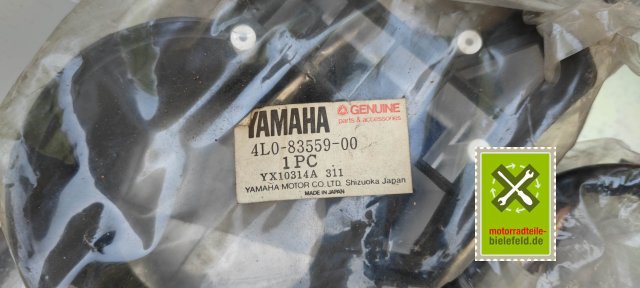 YAMAHA
GENUINE
parts & accessories
4L0-83559-00
1PC
YX10314A 311
YAMAHA MOTOR CO.LTD. Shizuoka Japan
MADE IN JAPAN
motorradteile-
bielefeld.de